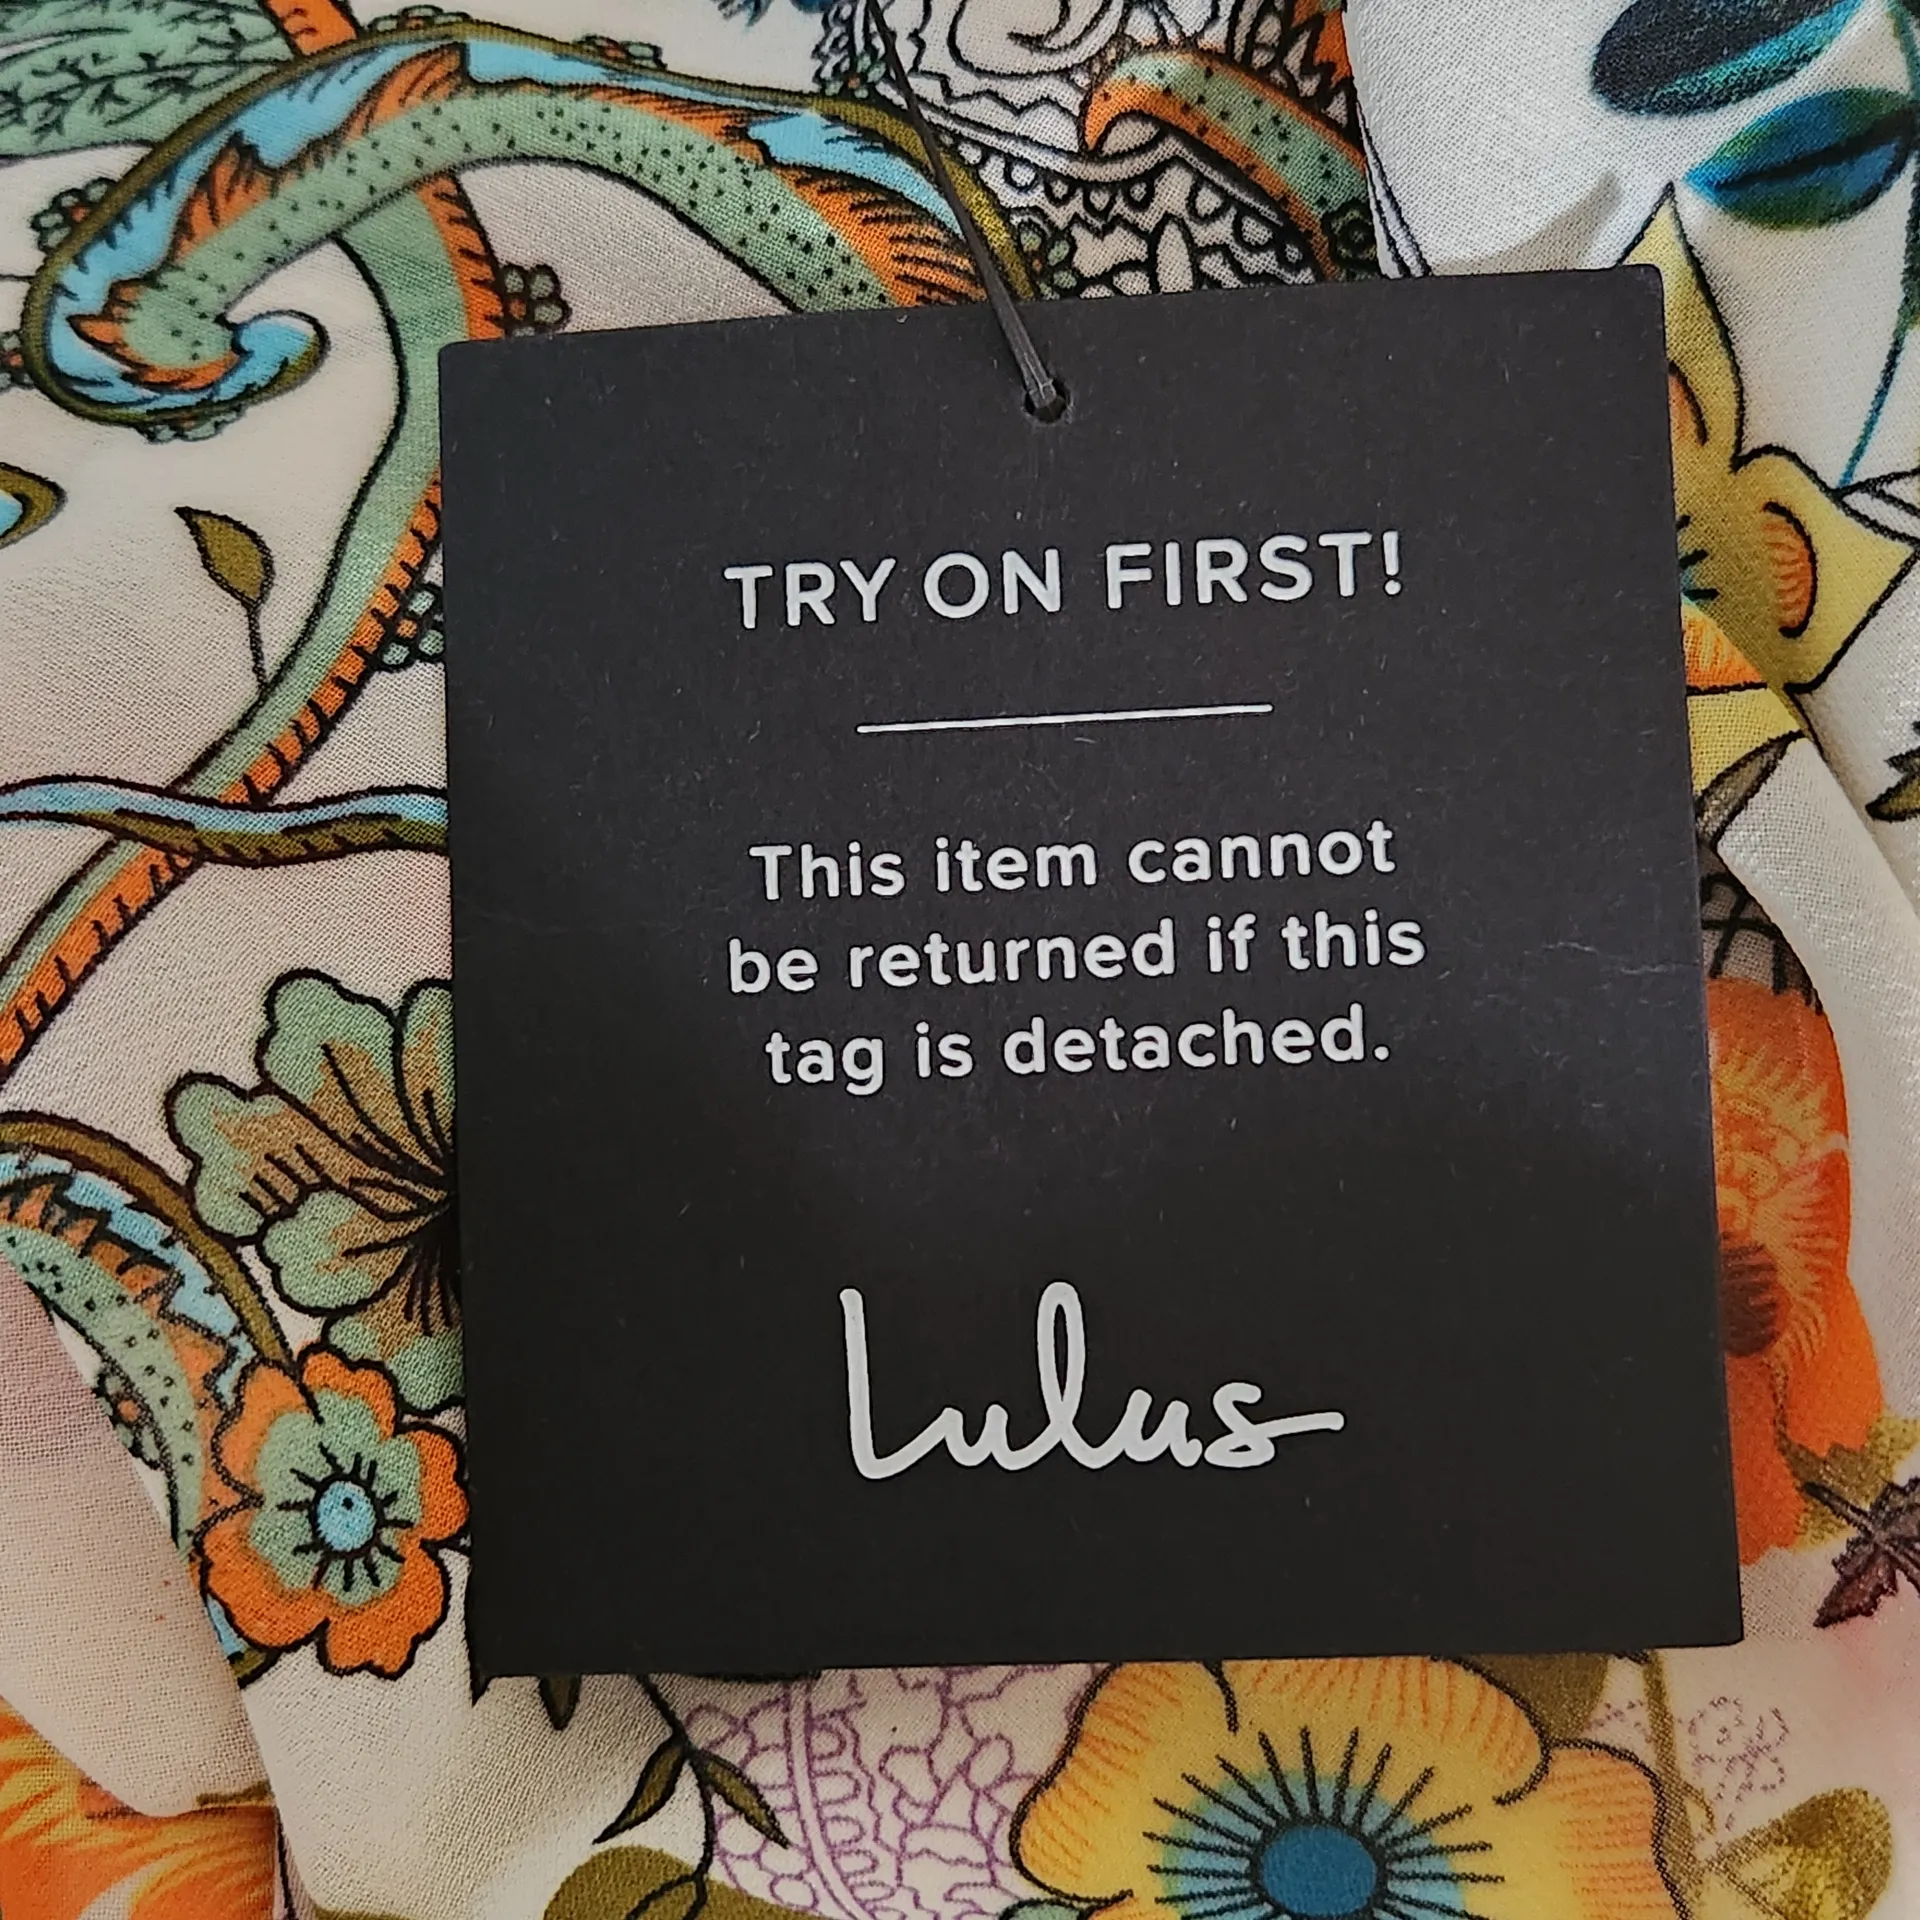 TRY ON FIRST!
This item cannot
be returned if this
tag is detached.
Lulus